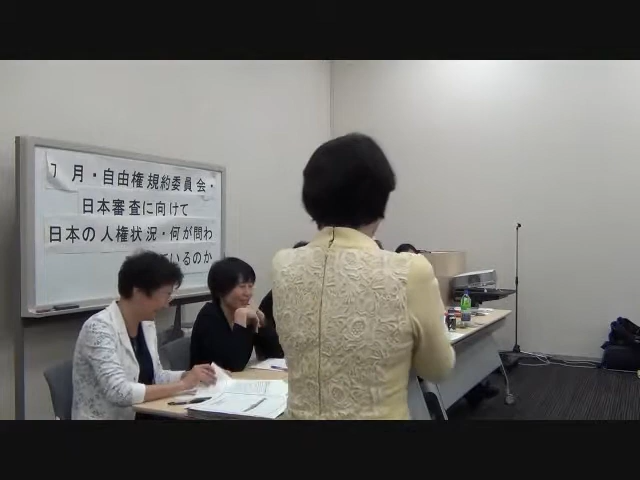 7 月・自由権規約委員会・
日本審査に向けて
日本の人権状況・何が問わ
ているのか